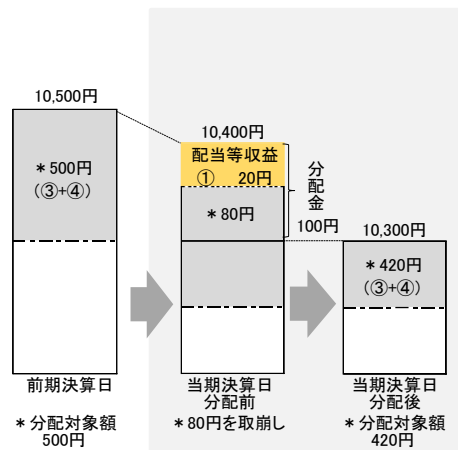 10,500円
＊500円
（③+④）
前期決算日
＊分配対象額
500円
10,400円
配当等収益
① 20円
＊80円
分配金
100円
当期決算日
分配前
＊80円を取崩し
10,300円
＊420円
（③+④）
当期決算日
分配後
＊分配対象額
420円